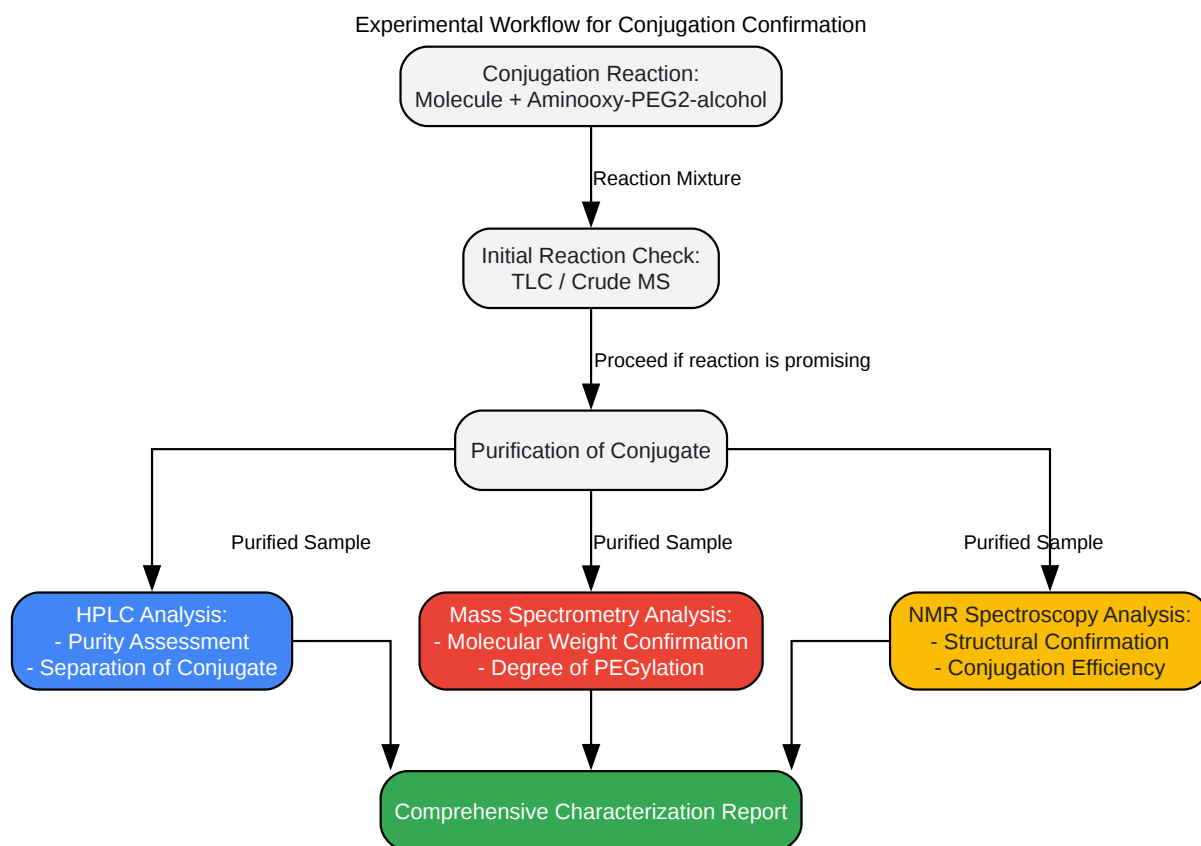 Experimental Workflow for Conjugation Confirmation
Conjugation Reaction:
Molecule + Aminooxy-PEG2-alcohol
Reaction Mixture
Initial Reaction Check:
TLC / Crude MS
Proceed if reaction is promising
Purification of Conjugate
Purified Sample
Purified Sample
Purified Sample
HPLC Analysis:
- Purity Assessment
- Separation of Conjugate
Mass Spectrometry Analysis:
- Molecular Weight Confirmation
- Degree of PEGylation
NMR Spectroscopy Analysis:
- Structural Confirmation
- Conjugation Efficiency
Comprehensive Characterization Report